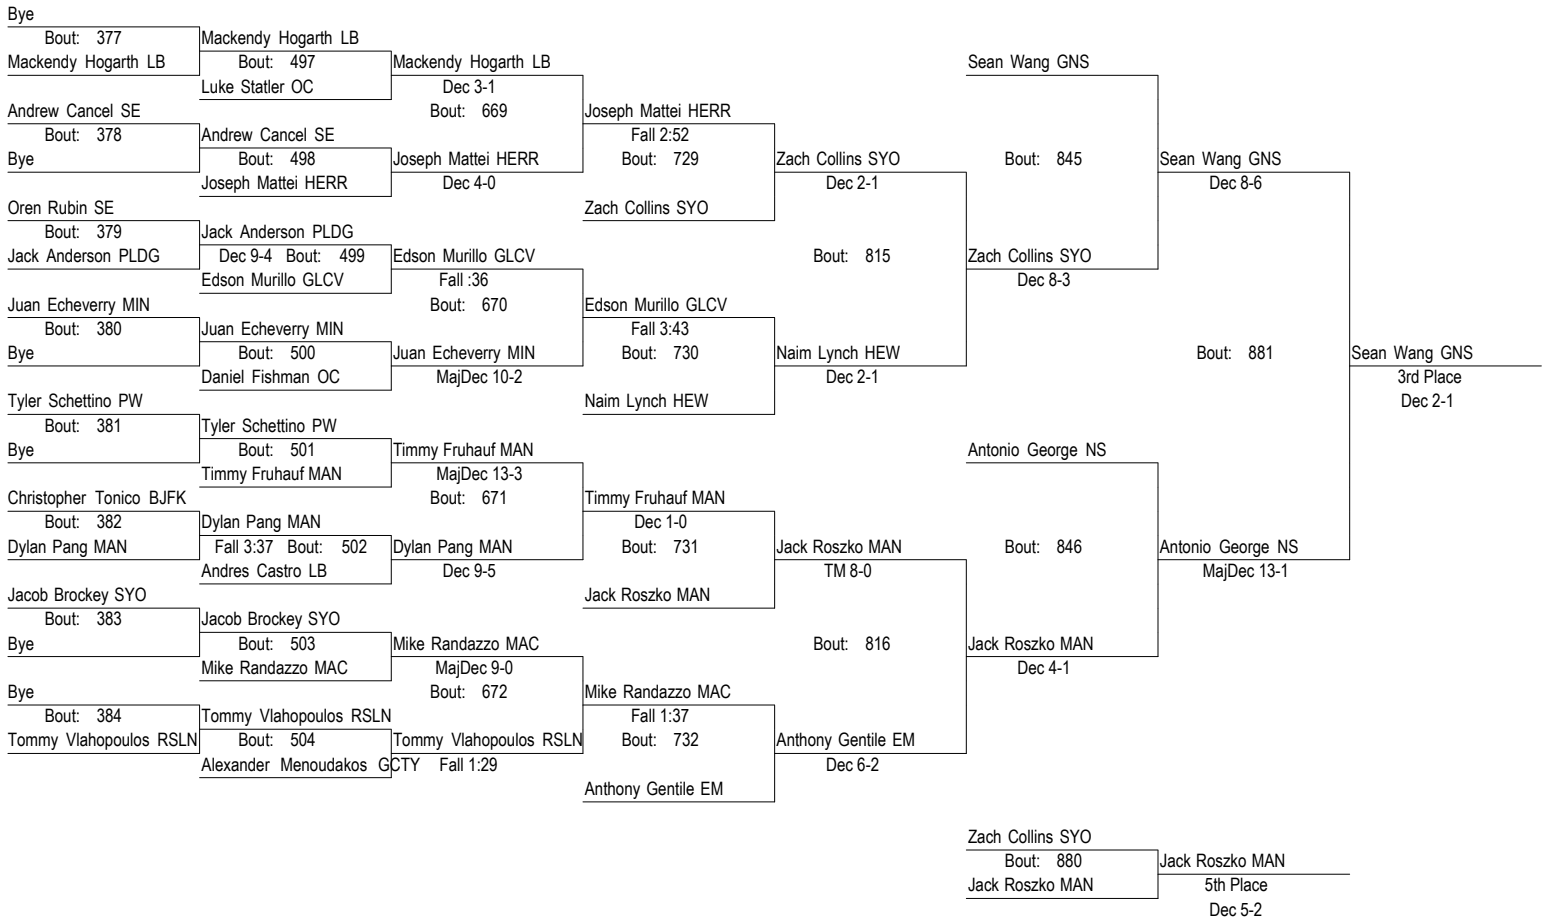 Bye
Bout: 377
Mackendy Hogarth LB
Andrew Cancel SE
Bout: 378
Bye
Oren Rubin SE
Bout: 379
Jack Anderson PLDG
Juan Echeverry MIN
Bout: 380
Bye
Tyler Schettino PW
Bout: 381
Bye
Christopher Tonico BJFK
Bout: 382
Dylan Pang MAN
Jacob Brockey SYO
Bout: 383
Bye
Bye
Bout: 384
Tommy Vlahopoulos RSLN
Mackendy Hogarth LB
Bout: 497
Luke Statler OC
Andrew Cancel SE
Bout: 498
Joseph Mattei HERR
Jack Anderson PLDG
Dec 9-4 Bout: 499
Edson Murillo GLCV
Juan Echeverry MIN
Bout: 500
Daniel Fishman OC
Tyler Schettino PW
Bout: 501
Timmy Fruhauf MAN
Dylan Pang MAN
Fall 3:37 Bout: 502
Andres Castro LB
Jacob Brockey SYO
Bout: 503
Mike Randazzo MAC
Tommy Vlahopoulos RSLN
Bout: 504
Alexander Menoudakos GCTY
Mackendy Hogarth LB
Dec 3-1
Bout: 669
Joseph Mattei HERR
Dec 4-0
Edson Murillo GLCV
Fall :36
Bout: 670
Juan Echeverry MIN
MajDec 10-2
Timmy Fruhauf MAN
MajDec 13-3
Bout: 671
Dylan Pang MAN
Dec 9-5
Mike Randazzo MAC
MajDec 9-0
Bout: 672
Tommy Vlahopoulos RSLN
Fall 1:29
Joseph Mattei HERR
Fall 2:52
Bout: 729
Zach Collins SYO
Edson Murillo GLCV
Fall 3:43
Bout: 730
Naim Lynch HEW
Timmy Fruhauf MAN
Dec 1-0
Bout: 731
Jack Roszko MAN
Mike Randazzo MAC
Fall 1:37
Bout: 732
Anthony Gentile EM
Zach Collins SYO
Dec 2-1
Bout: 815
Naim Lynch HEW
Dec 2-1
Jack Roszko MAN
TM 8-0
Bout: 816
Anthony Gentile EM
Dec 6-2
Sean Wang GNS
Bout: 845
Zach Collins SYO
Dec 8-3
Antonio George NS
Bout: 846
Jack Roszko MAN
Dec 4-1
Sean Wang GNS
Dec 8-6
Bout: 881
Antonio George NS
MajDec 13-1
Sean Wang GNS
3rd Place
Dec 2-1
Zach Collins SYO
Bout: 880
Jack Roszko MAN
Jack Roszko MAN
5th Place
Dec 5-2